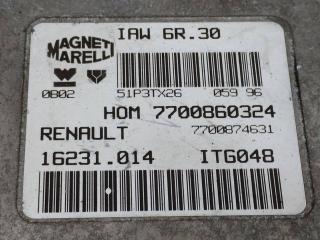 MAGNETI MARELLI
IAW 6R.30
0802 51P3TX26 059 96
HOM 7700860324
RENAULT 7700874631
16231.014 ITG048